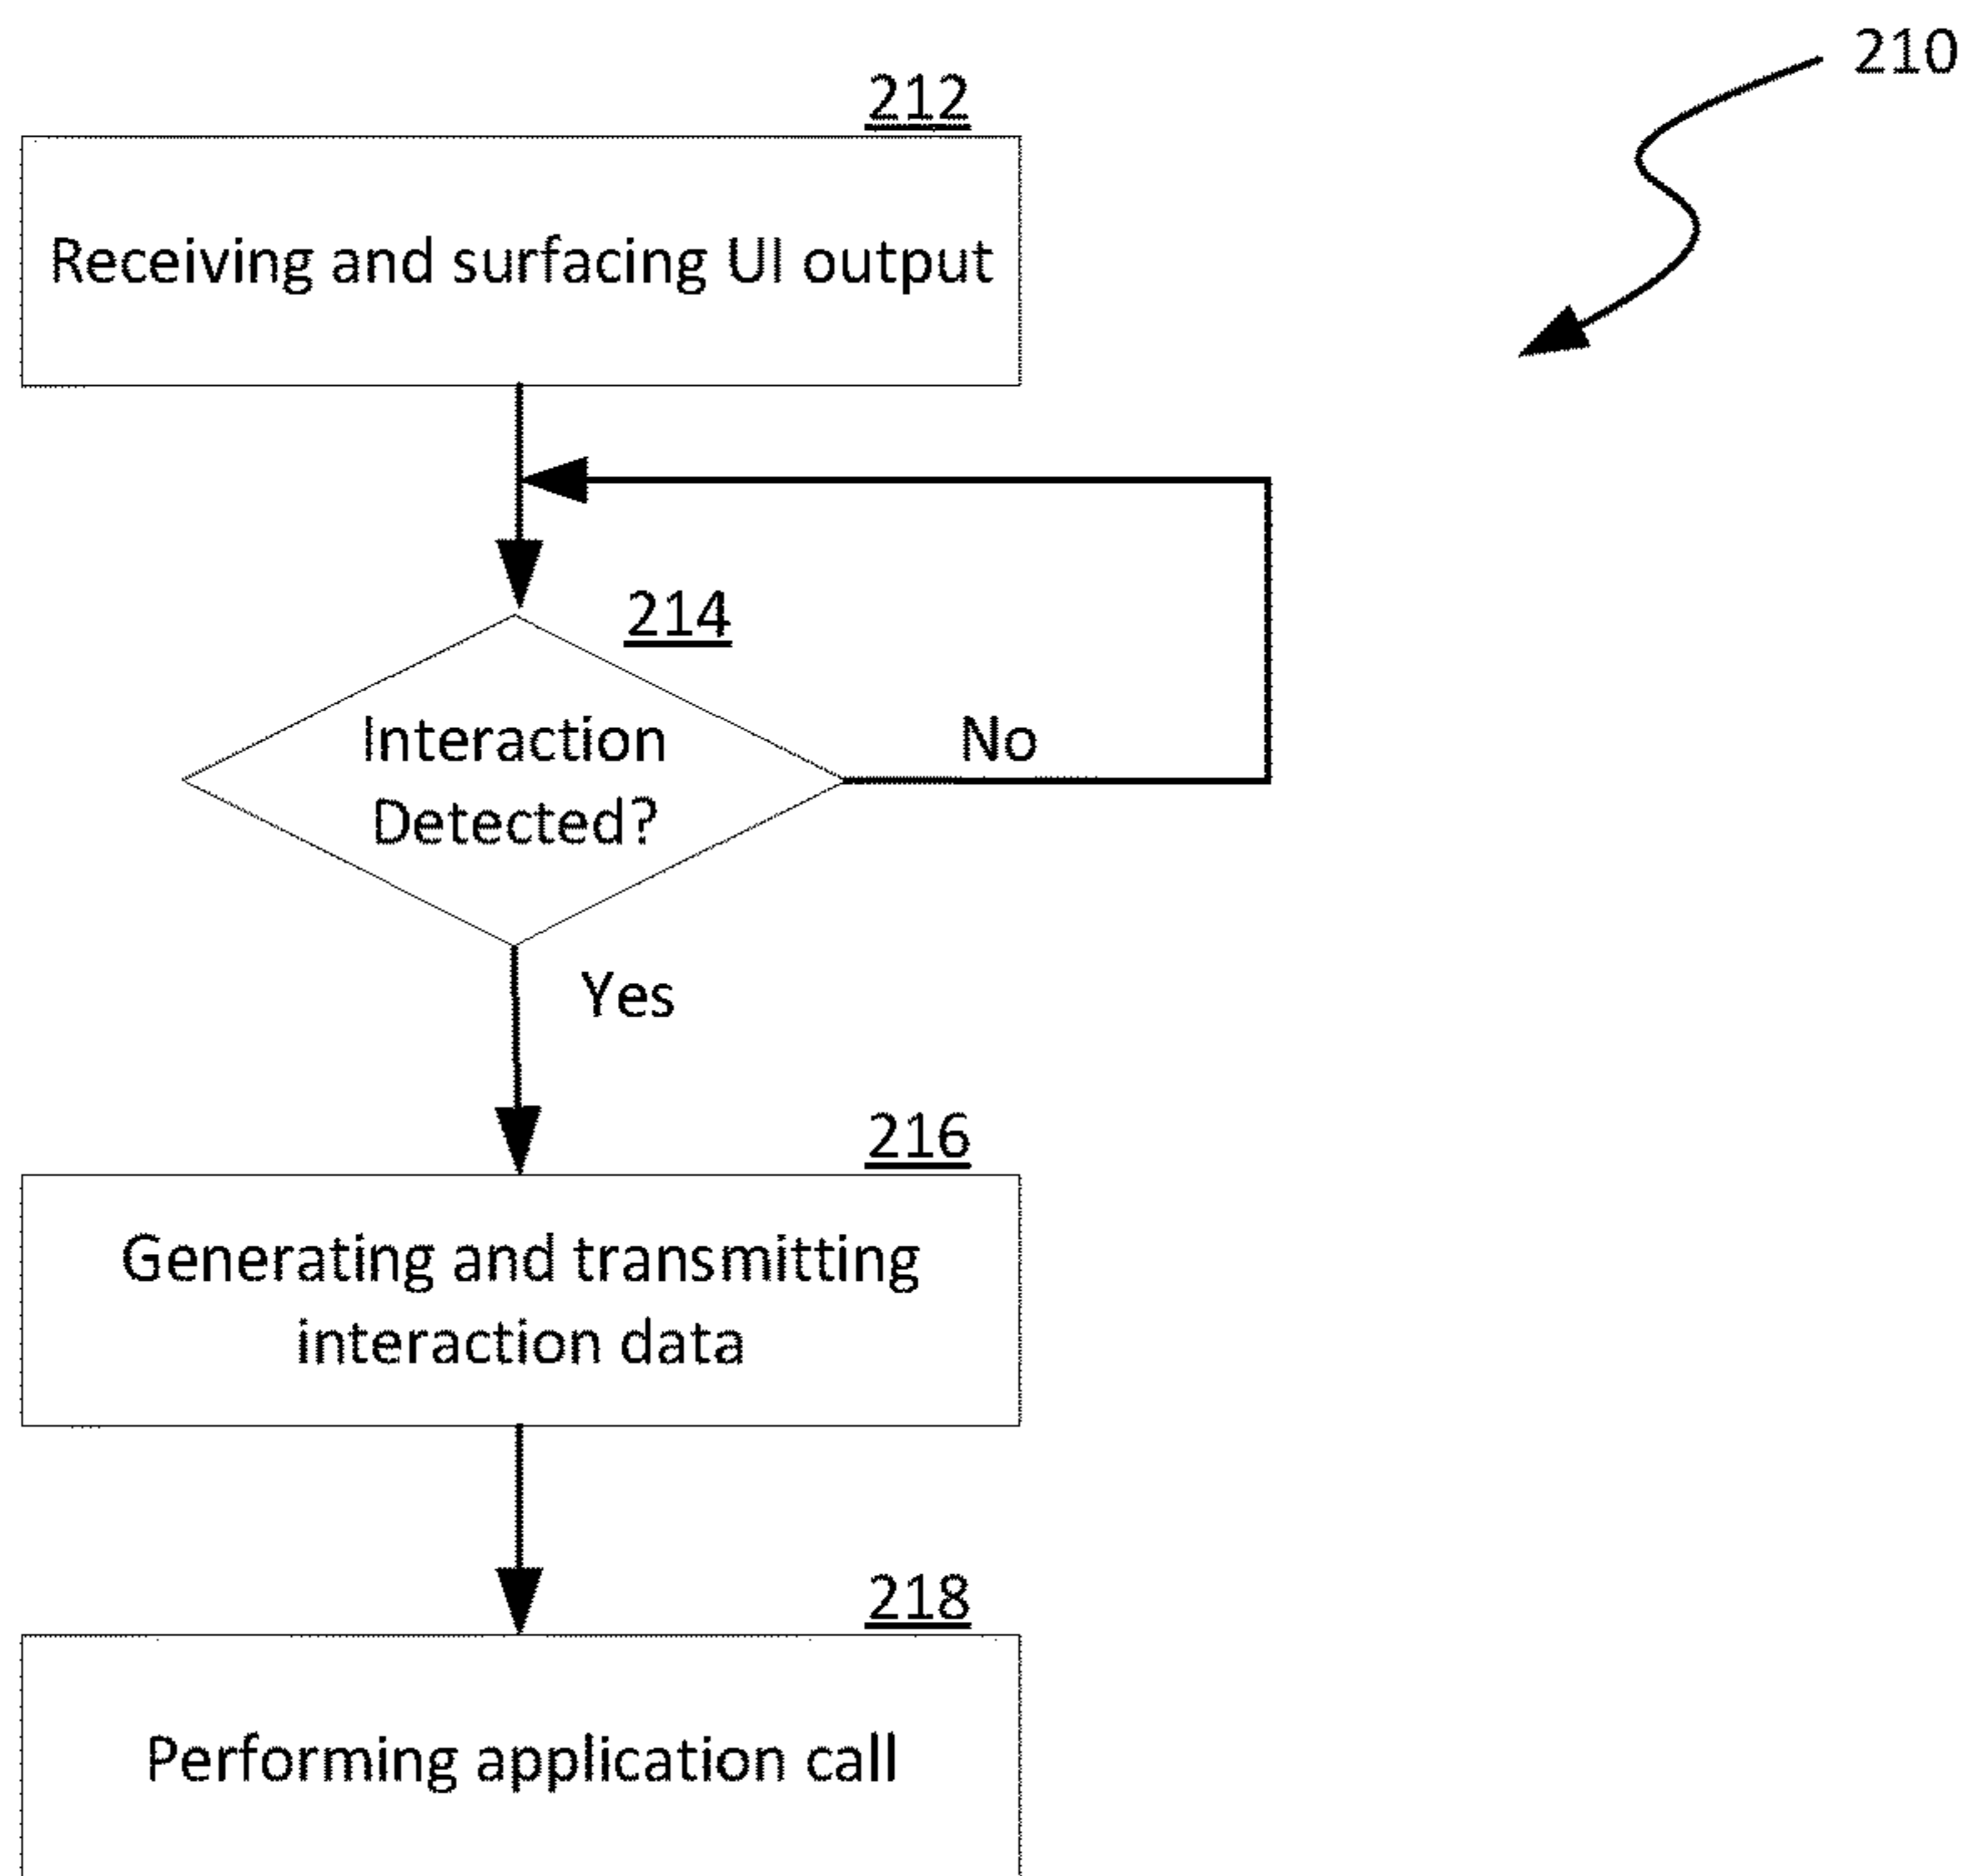 210
212
Receiving and surfacing UI output
214
Interaction
Detected?
No
Yes
216
Generating and transmitting
interaction data
218
Performing application call